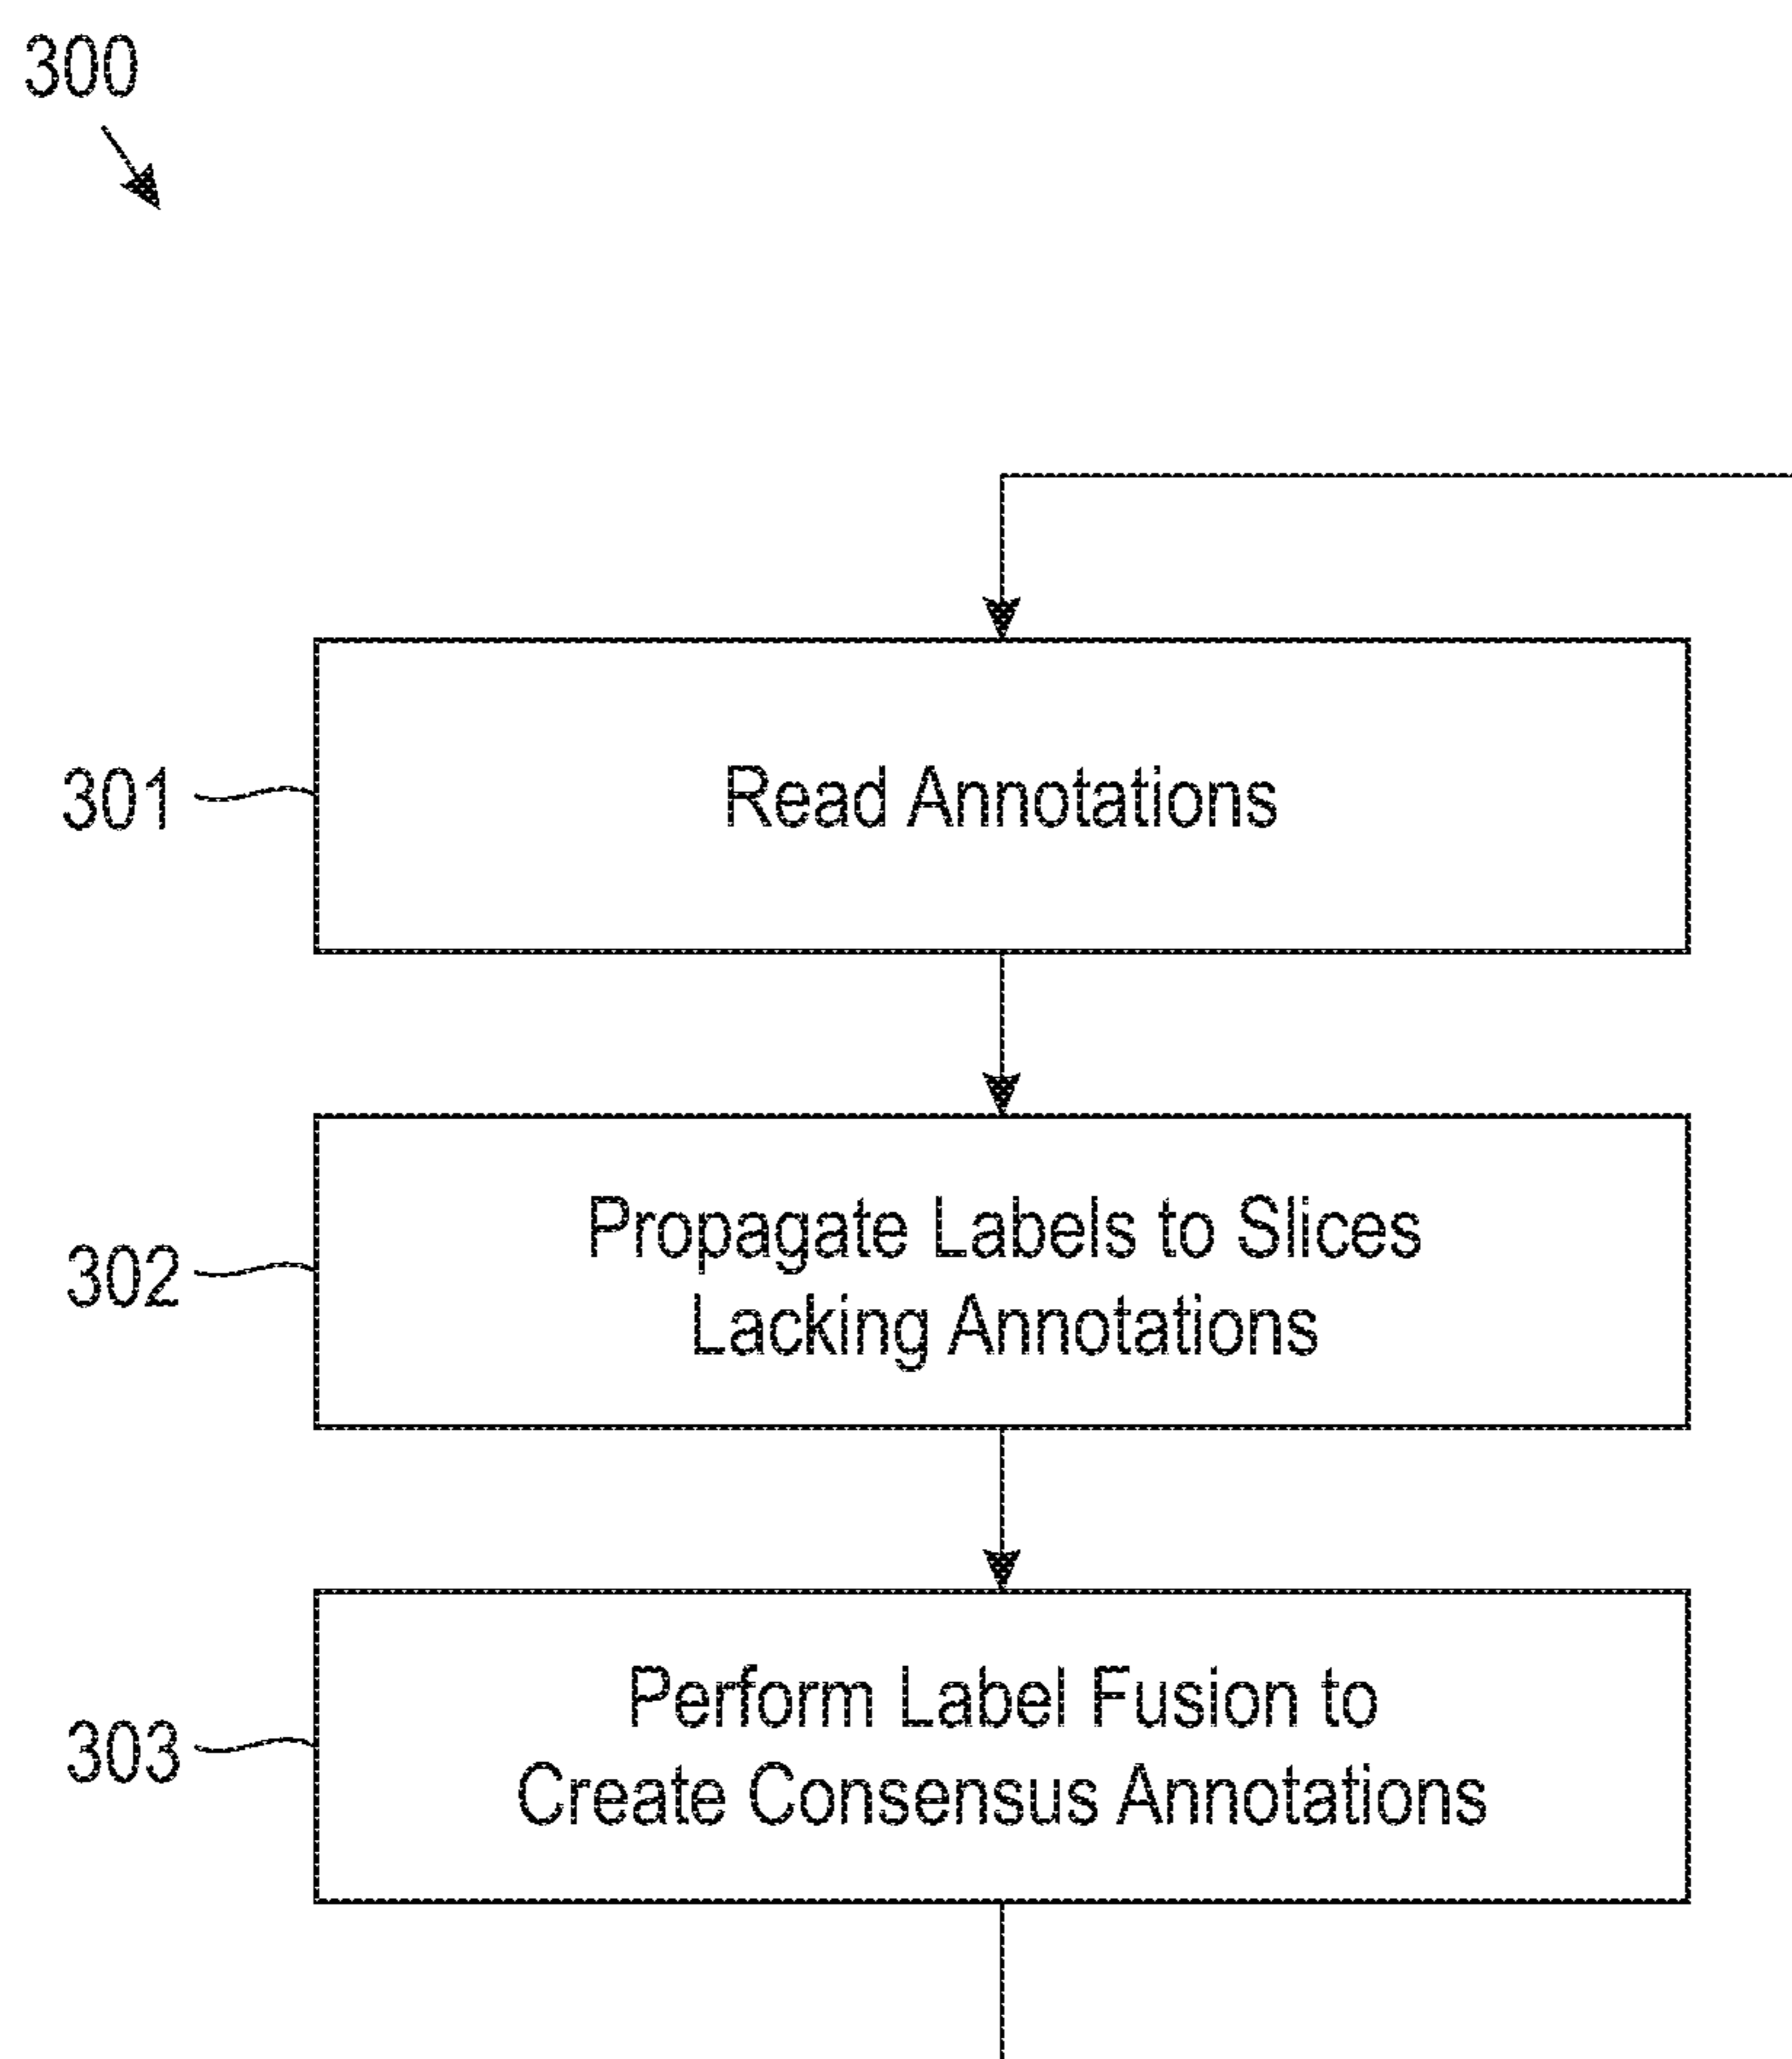 300
301
Read Annotations
302
Propagate Labels to Slices
Lacking Annotations
303
Perform Label Fusion to
Create Consensus Annotations